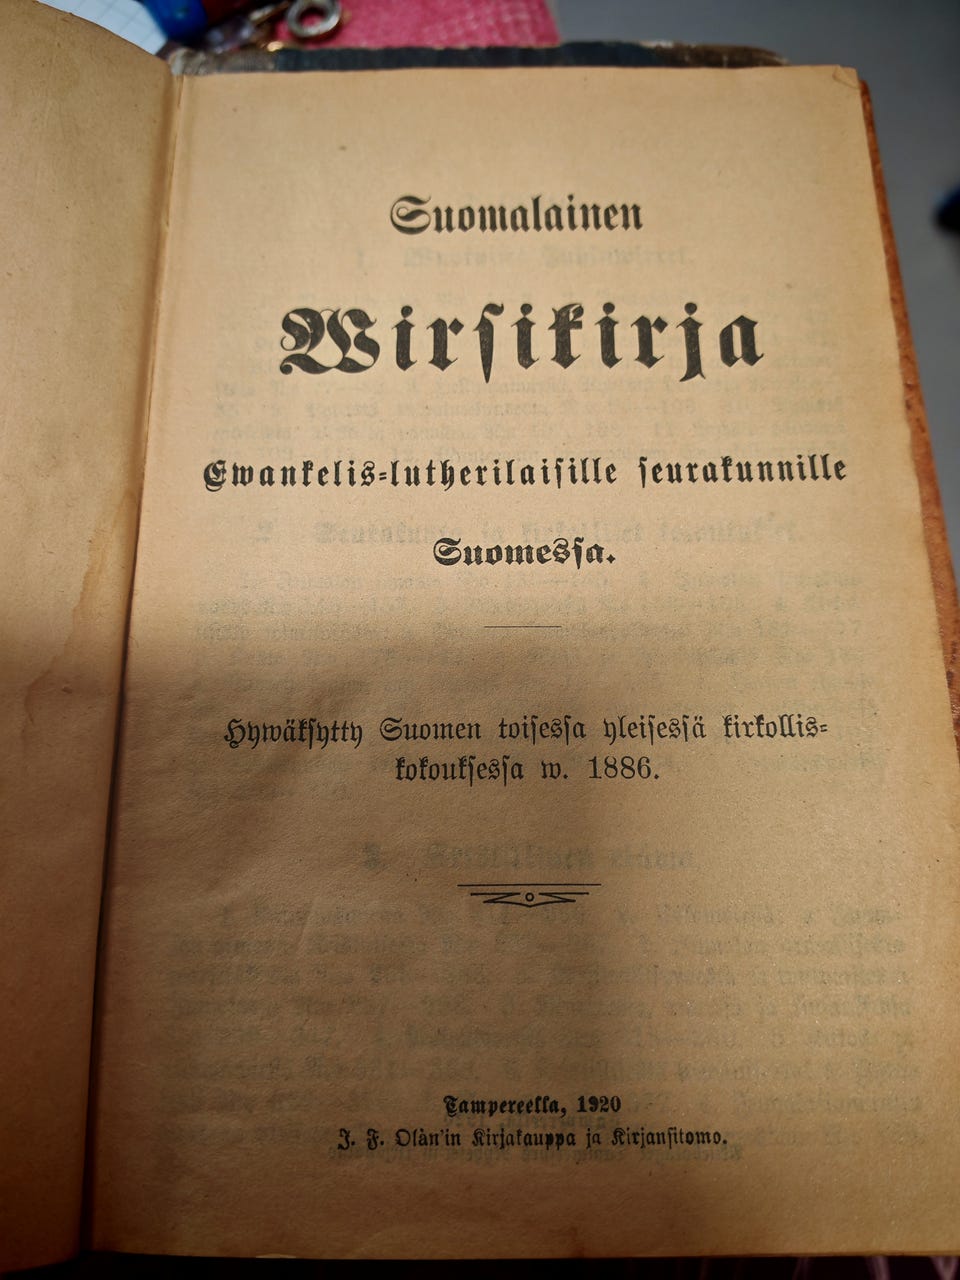 Suomalainen
Wirsikirja
Ewankelis-lutherilaisille seurakunnille
Suomessa.
Hywäksytty Suomen toisessa yleisessä kirkollis-
kokouksessa w. 1886.
Tampereella, 1920
J. F. Olàn'in Kirjakauppa ja Kirjansitomo.